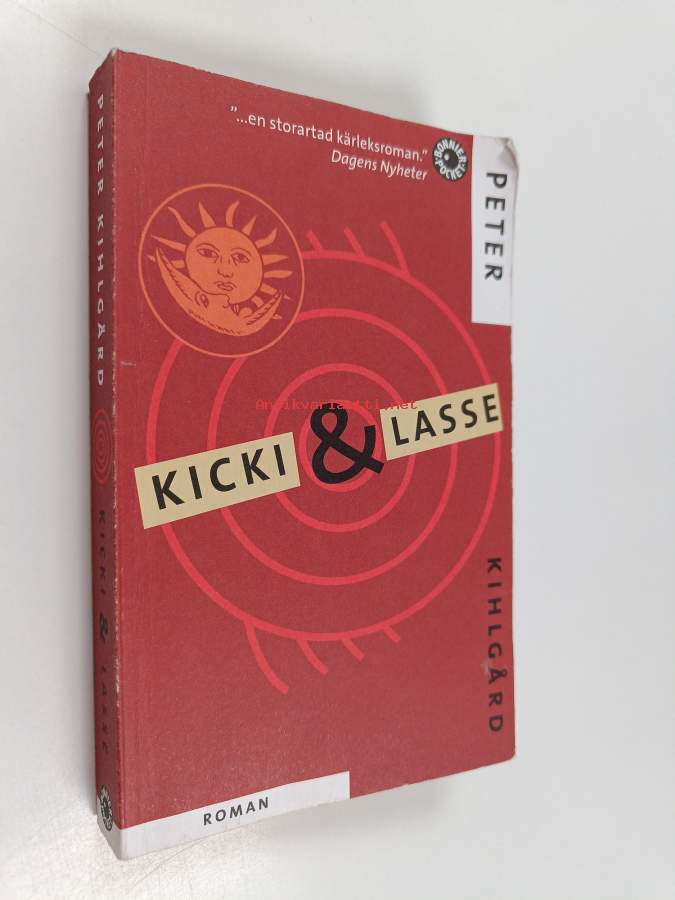 "...en storartad kärleksroman."
Dagens Nyheter
BONNIER
POCKET
PETER
KICKI & LASSE
Antikvariaatti.net
KIHLGÅRD
ROMAN
PETER KIHLGÅRD
KICKI & LASSE